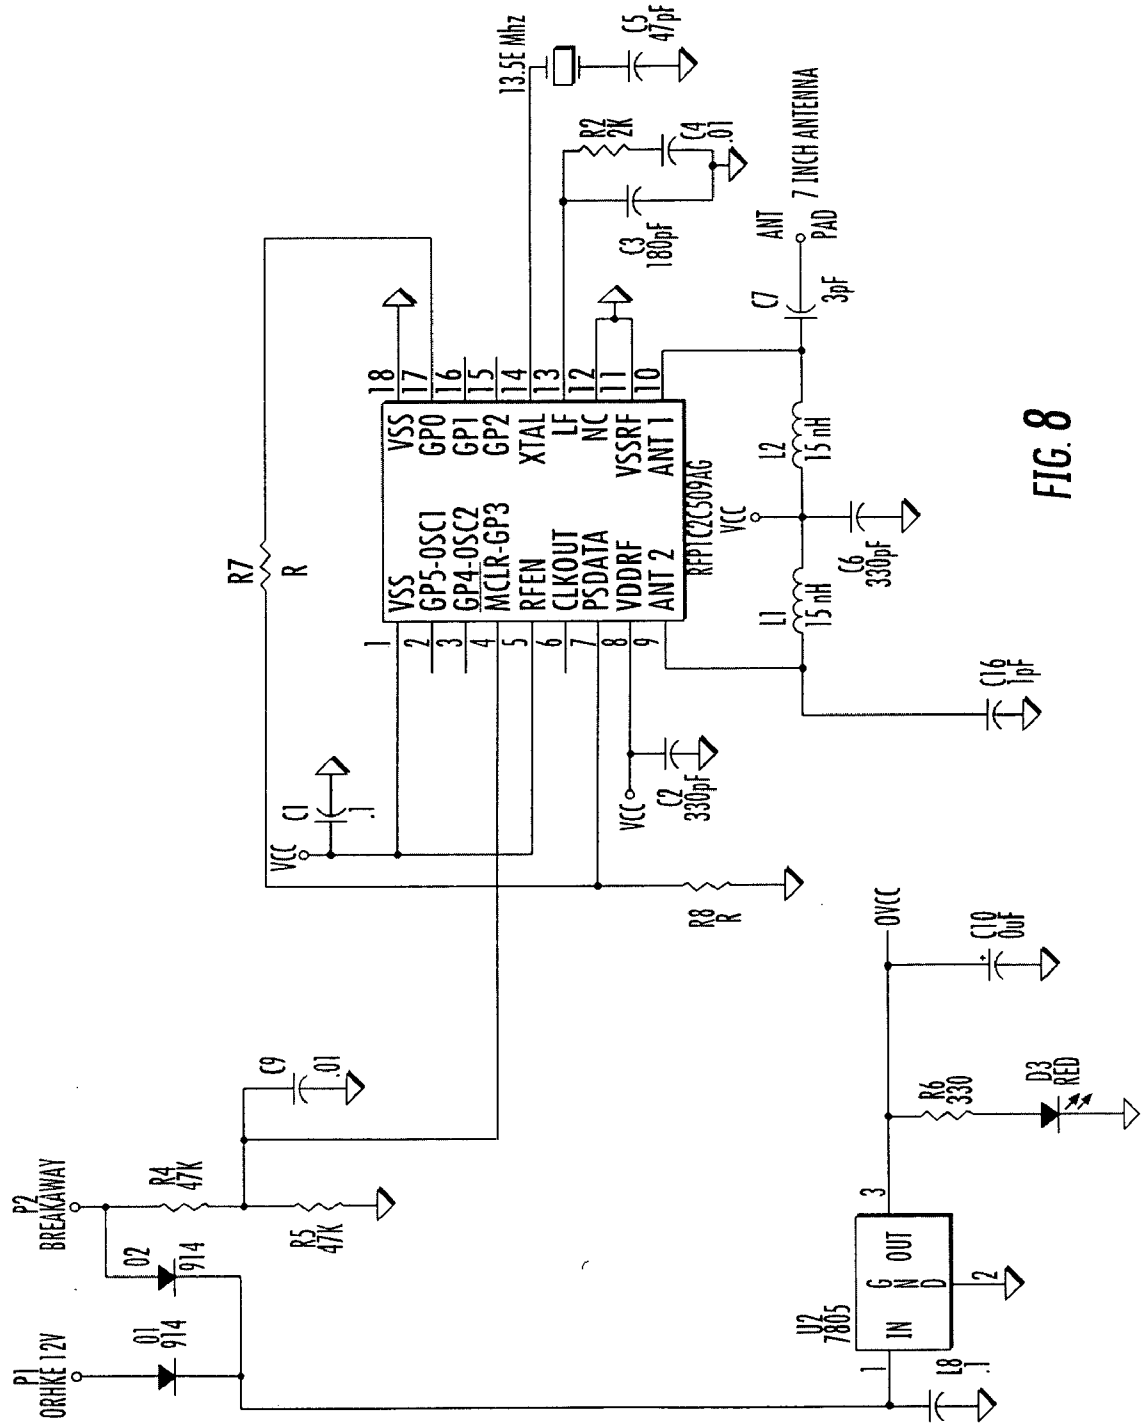 P1
ORHKE 12V
P2
BREAKAWAY
O1
914
O2
914
R4
47K
R5
47K
C9
.01
VCC
C1
.1
R7
R
R8
R
VCC
C2
330pF
1
2
3
4
5
6
7
8
9
VSS
GP5-OSC1
GP4-OSC2
MCLR-GP3
RFEN
CLKOUT
PSDATA
VDDRF
ANT 2
VSS
GP0
GP1
GP2
XTAL
LF
NC
VSSRF
ANT 1
18
17
16
15
14
13
12
11
10
RFP1C2C509AG
13.5E Mhz
C5
47pF
R2
2K
C4
.01
C3
180pF
ANT
PAD
7 INCH ANTENNA
C7
3pF
L2
15 nH
VCC
C6
330pF
L1
15 nH
C16
1pF
U2
7805
IN
GND
OUT
1
2
3
L8
.1
R6
330
D3
RED
OVCC
+
C10
0uF
FIG. 8